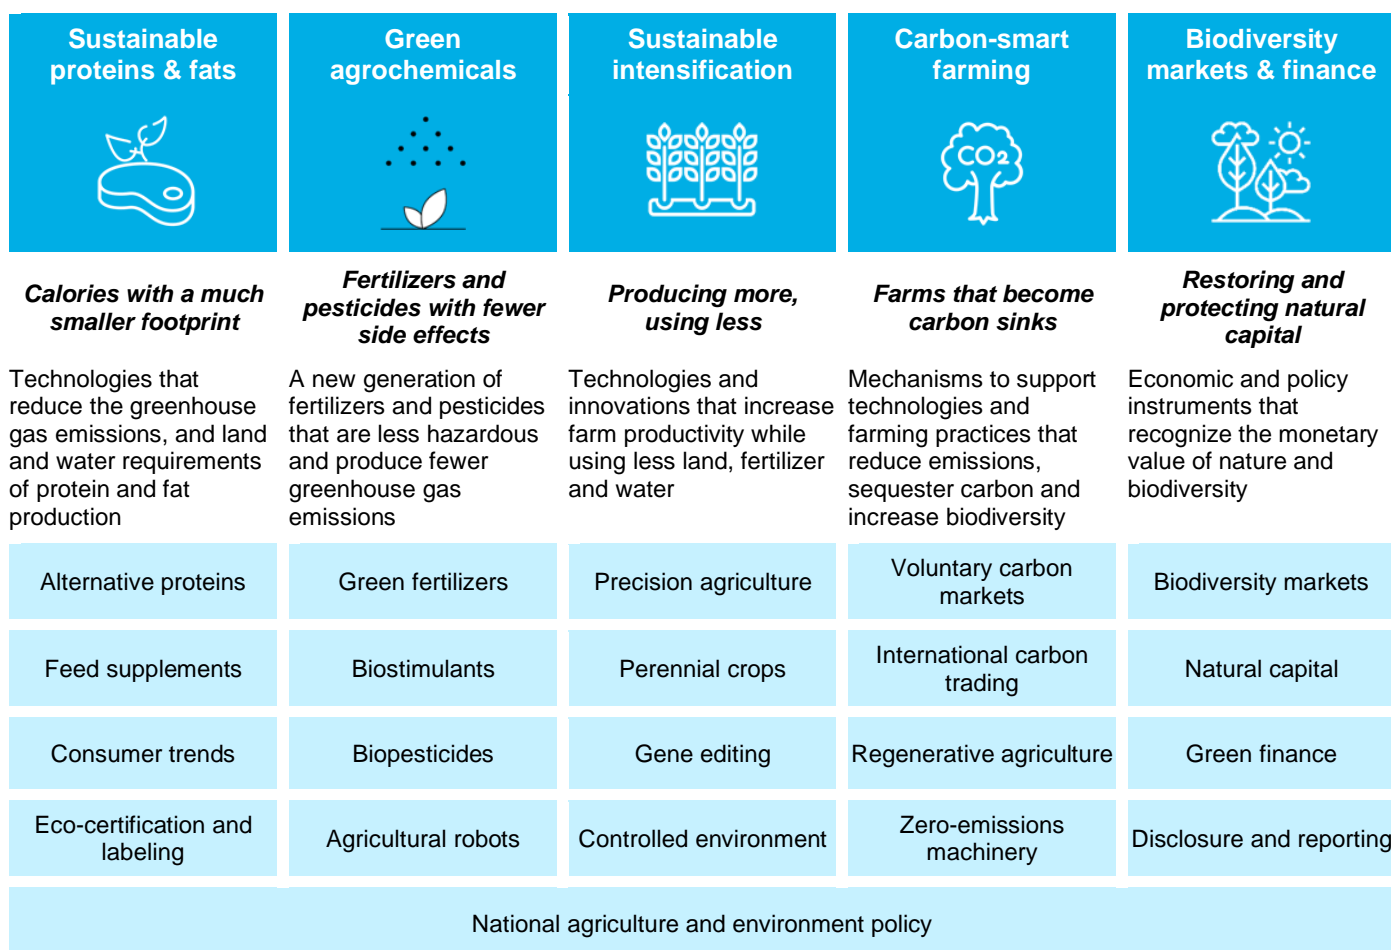 Sustainable
proteins & fats
Calories with a much
smaller footprint
Technologies that
reduce the greenhouse
gas emissions, and land
and water requirements
of protein and fat
production
Alternative proteins
Feed supplements
Consumer trends
Eco-certification and
labeling
Green
agrochemicals
Fertilizers and
pesticides with fewer
side effects
A new generation of
fertilizers and pesticides
that are less hazardous
and produce fewer
greenhouse gas
emissions
Green fertilizers
Biostimulants
Biopesticides
Agricultural robots
Sustainable
intensification
Producing more,
using less
Technologies and
innovations that increase
farm productivity while
using less land, fertilizer
and water
Precision agriculture
Perennial crops
Gene editing
Controlled environment
Carbon-smart
farming
CO2
Farms that become
carbon sinks
Mechanisms to support
technologies and
farming practices that
reduce emissions,
sequester carbon and
increase biodiversity
Voluntary carbon
markets
International carbon
trading
Regenerative agriculture
Zero-emissions
machinery
Biodiversity
markets & finance
Restoring and
protecting natural
capital
Economic and policy
instruments that
recognize the monetary
value of nature and
biodiversity
Biodiversity markets
Natural capital
Green finance
Disclosure and reporting
National agriculture and environment policy